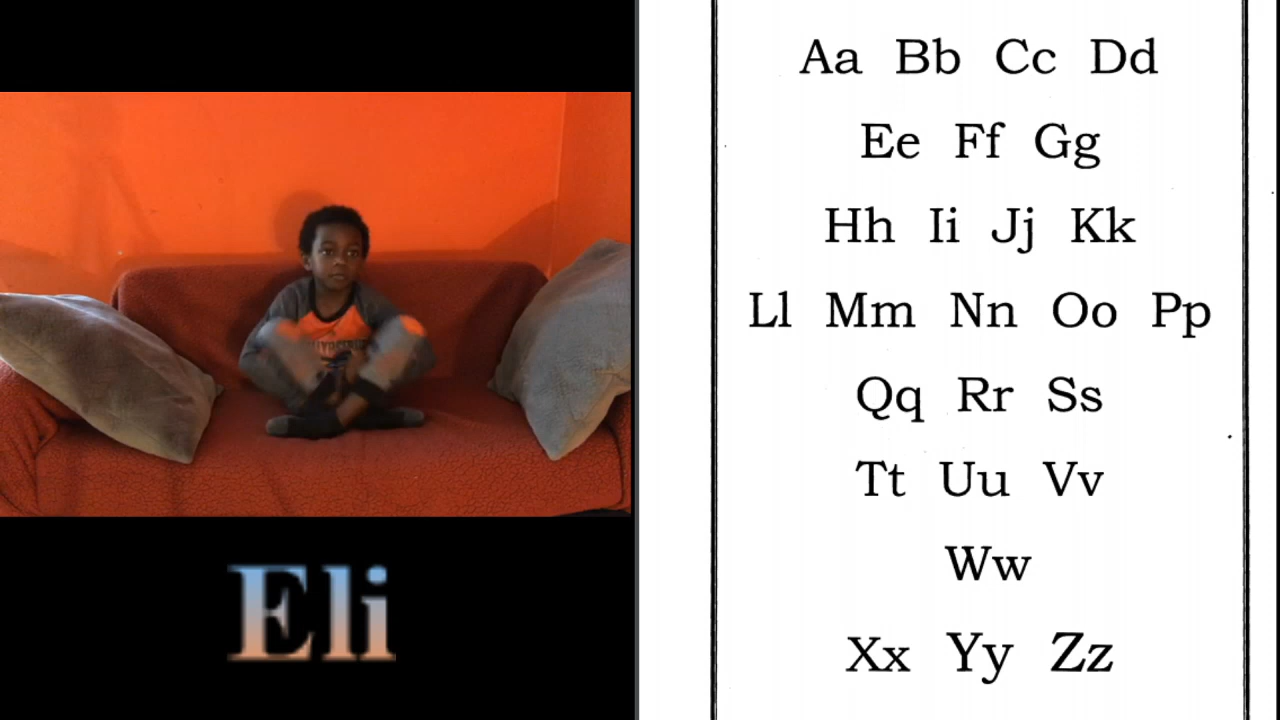 Eli
Aa Bb Cc Dd
Ee Ff Gg
Hh Ii Jj Kk
Ll Mm Nn Oo Pp
Qq Rr Ss
Tt Uu Vv
Ww
Xx Yy Zz